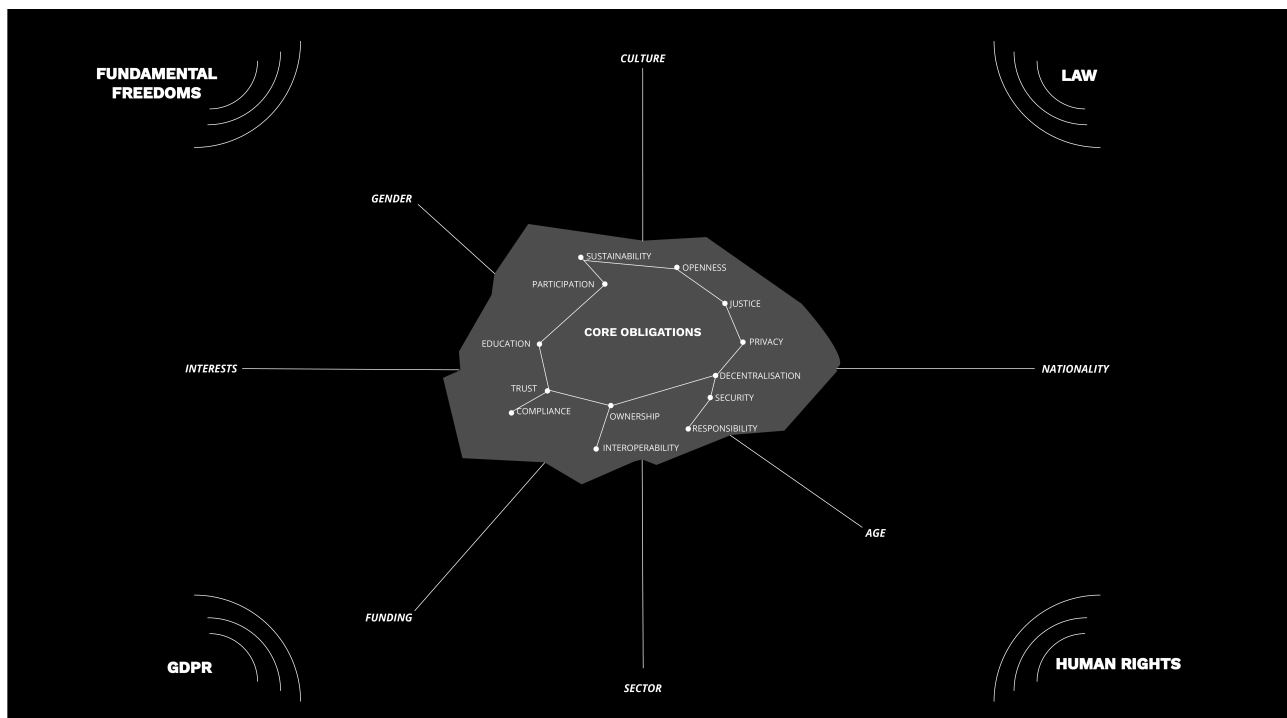 FUNDAMENTAL
FREEDOMS
CULTURE
LAW
GENDER
SUSTAINABILITY
OPENNESS
PARTICIPATION
JUSTICE
CORE OBLIGATIONS
EDUCATION
PRIVACY
INTERESTS
NATIONALITY
DECENTRALISATION
TRUST
SECURITY
COMPLIANCE
OWNERSHIP
RESPONSIBILITY
INTEROPERABILITY
AGE
FUNDING
GDPR
HUMAN RIGHTS
SECTOR